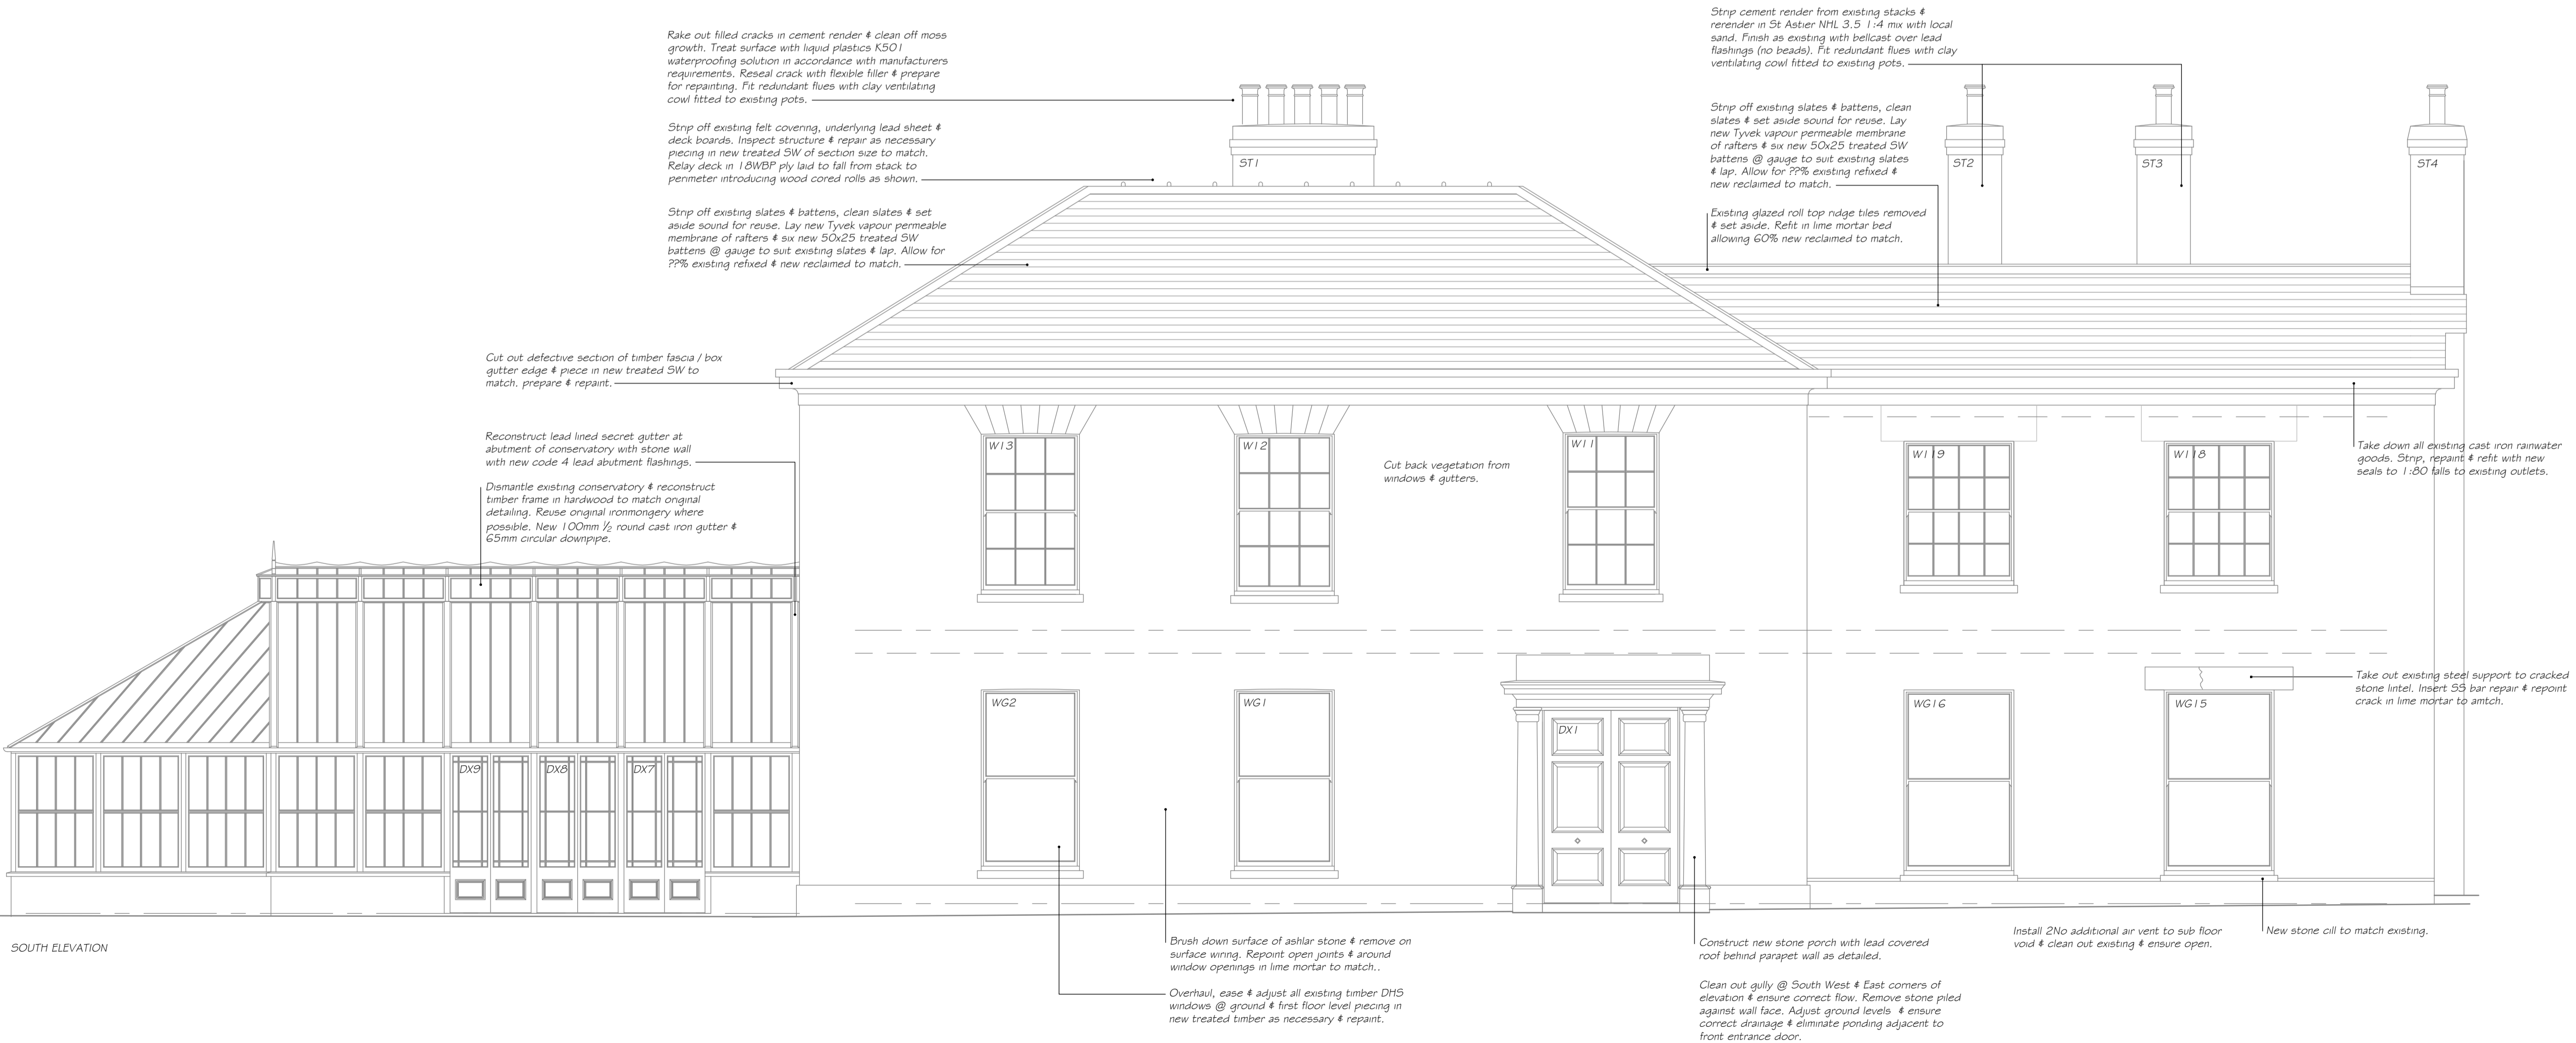 Rake out filled cracks in cement render & clean off moss
growth. Treat surface with liquid plastics K501
waterproofing solution in accordance with manufacturers
requirements. Reseal crack with flexible filler & prepare
for repainting. Fit redundant flues with clay ventilating
cowl fitted to existing pots.
Strip off existing felt covering, underlying lead sheet &
deck boards. Inspect structure & repair as necessary
piecing in new treated SW of section size to match.
Relay deck in 18WBP ply laid to fall from stack to
perimeter introducing wood cored rolls as shown.
Strip off existing slates & battens, clean slates & set
aside sound for reuse. Lay new Tyvek vapour permeable
membrane of rafters & six new 50x25 treated SW
battens @ gauge to suit existing slates & lap. Allow for
??% existing refixed & new reclaimed to match.
Strip cement render from existing stacks &
rerender in St Astier NHL 3.5 1:4 mix with local
sand. Finish as existing with bellcast over lead
flashings (no beads). Fit redundant flues with clay
ventilating cowl fitted to existing pots.
Strip off existing slates & battens, clean
slates & set aside sound for reuse. Lay
new Tyvek vapour permeable membrane
of rafters & six new 50x25 treated SW
battens @ gauge to suit existing slates
& lap. Allow for ??% existing refixed &
new reclaimed to match.
Existing glazed roll top ridge tiles removed
& set aside. Refit in lime mortar bed
allowing 60% new reclaimed to match.
ST1
ST2
ST3
ST4
Cut out defective section of timber fascia / box
gutter edge & piece in new treated SW to
match. prepare & repaint.
Reconstruct lead lined secret gutter at
abutment of conservatory with stone wall
with new code 4 lead abutment flashings.
Dismantle existing conservatory & reconstruct
timber frame in hardwood to match original
detailing. Reuse original ironmongery where
possible. New 100mm ½ round cast iron gutter &
65mm circular downpipe.
W13
W12
W11
Cut back vegetation from
windows & gutters.
W119
W118
Take down all existing cast iron rainwater
goods. Strip, repaint & refit with new
seals to 1:80 falls to existing outlets.
Take out existing steel support to cracked
stone lintel. Insert SS bar repair & repoint
crack in lime mortar to amtch.
WG2
WG1
DX1
WG16
WG15
DX9
DX8
DX7
SOUTH ELEVATION
Brush down surface of ashlar stone & remove on
surface wiring. Repoint open joints & around
window openings in lime mortar to match..
Overhaul, ease & adjust all existing timber DHS
windows @ ground & first floor level piecing in
new treated timber as necessary & repaint.
Construct new stone porch with lead covered
roof behind parapet wall as detailed.
Clean out gully @ South West & East corners of
elevation & ensure correct flow. Remove stone piled
against wall face. Adjust ground levels & ensure
correct drainage & eliminate ponding adjacent to
front entrance door.
Install 2No additional air vent to sub floor
void & clean out existing & ensure open.
New stone cill to match existing.